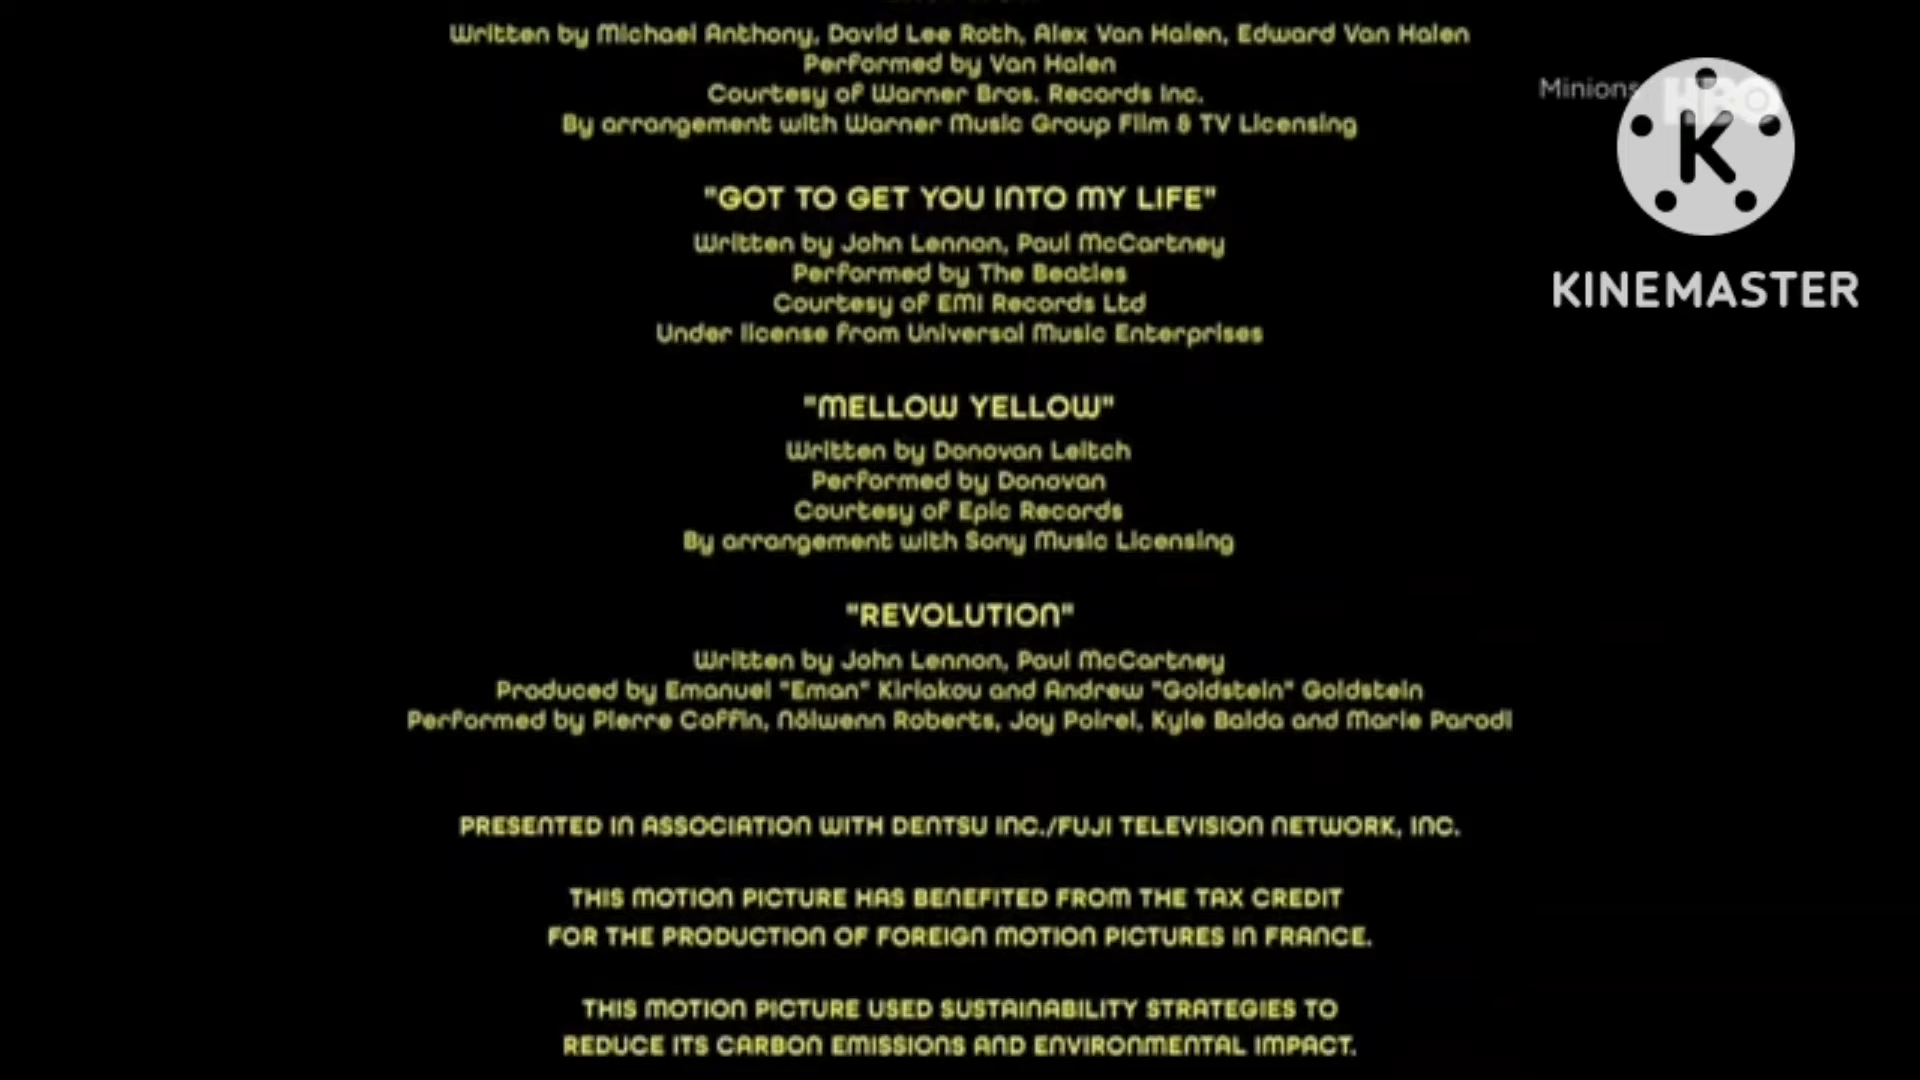 Written by Michael Anthony, David Lee Roth, Alex Van Halen, Edward Van Halen
Performed by Van Halen
Courtesy of Warner Bros. Records Inc.
By arrangement with Warner Music Group Film & TV Licensing
Minions
HBO
K
KINEMASTER
"GOT TO GET YOU INTO MY LIFE"
Written by John Lennon, Paul McCartney
Performed by The Beatles
Courtesy of EMI Records Ltd
Under license from Universal Music Enterprises
"MELLOW YELLOW"
Written by Donovan Leitch
Performed by Donovan
Courtesy of Epic Records
By arrangement with Sony Music Licensing
"REVOLUTION"
Written by John Lennon, Paul McCartney
Produced by Emanuel "Eman" Kiriakou and Andrew "Goldstein" Goldstein
Performed by Pierre Coffin, Nölwenn Roberts, Joy Poirel, Kyle Balda and Marie Parodi
PRESENTED IN ASSOCIATION WITH DENTSU INC./FUJI TELEVISION NETWORK, INC.
THIS MOTION PICTURE HAS BENEFITED FROM THE TAX CREDIT
FOR THE PRODUCTION OF FOREIGN MOTION PICTURES IN FRANCE.
THIS MOTION PICTURE USED SUSTAINABILITY STRATEGIES TO
REDUCE ITS CARBON EMISSIONS AND ENVIRONMENTAL IMPACT.